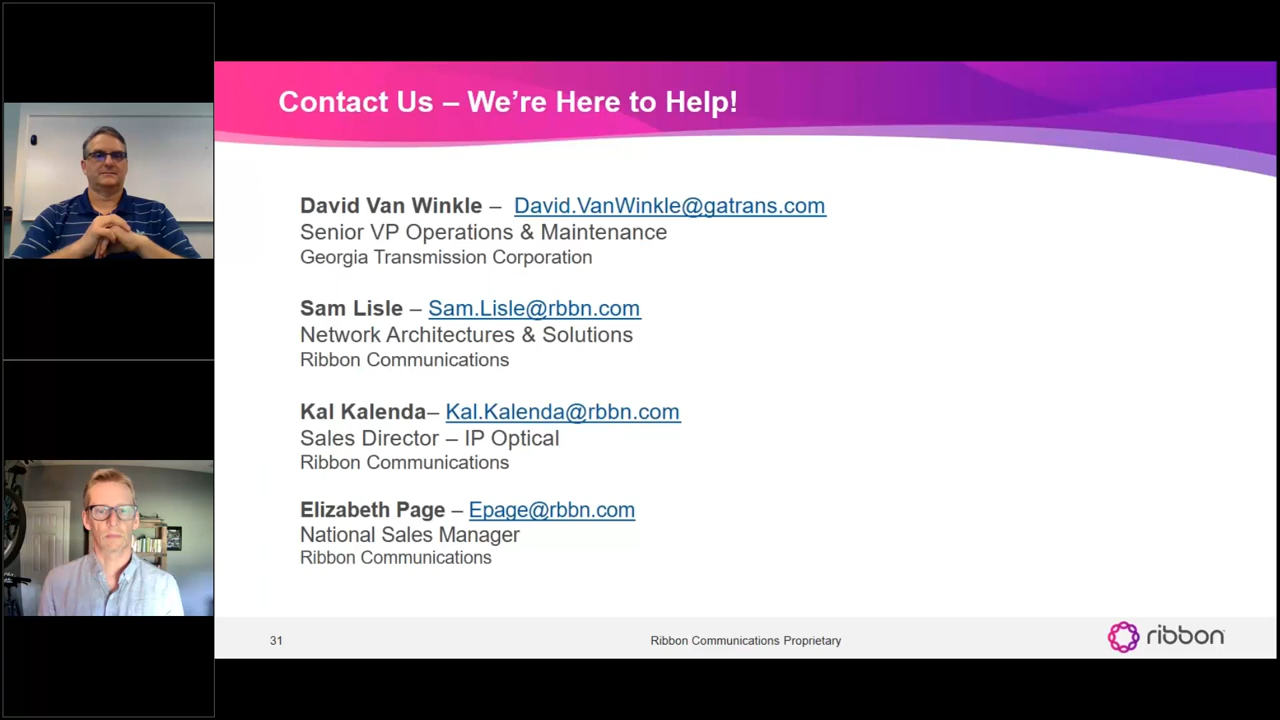 Contact Us – We're Here to Help!
David Van Winkle – David.VanWinkle@gatrans.com
Senior VP Operations & Maintenance
Georgia Transmission Corporation
Sam Lisle – Sam.Lisle@rbbn.com
Network Architectures & Solutions
Ribbon Communications
Kal Kalenda– Kal.Kalenda@rbbn.com
Sales Director – IP Optical
Ribbon Communications
Elizabeth Page – Epage@rbbn.com
National Sales Manager
Ribbon Communications
31
Ribbon Communications Proprietary
ribbon